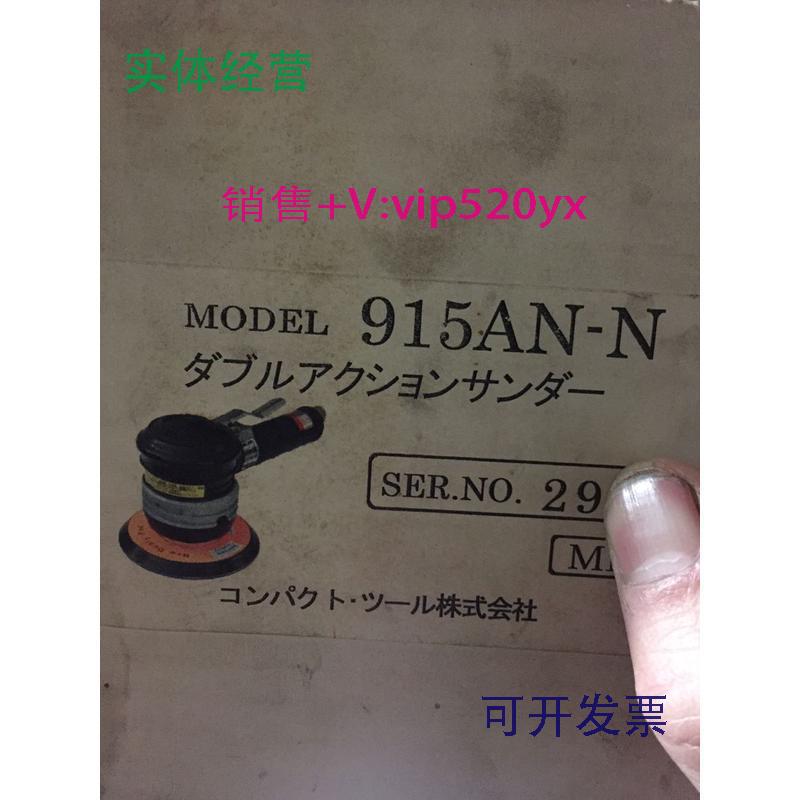 实体经营
销售+V:vip520yx
MODEL 915AN-N
ダブルアクションサンダー
SER.NO. 29
コンパクト・ツール株式会社
可开发票